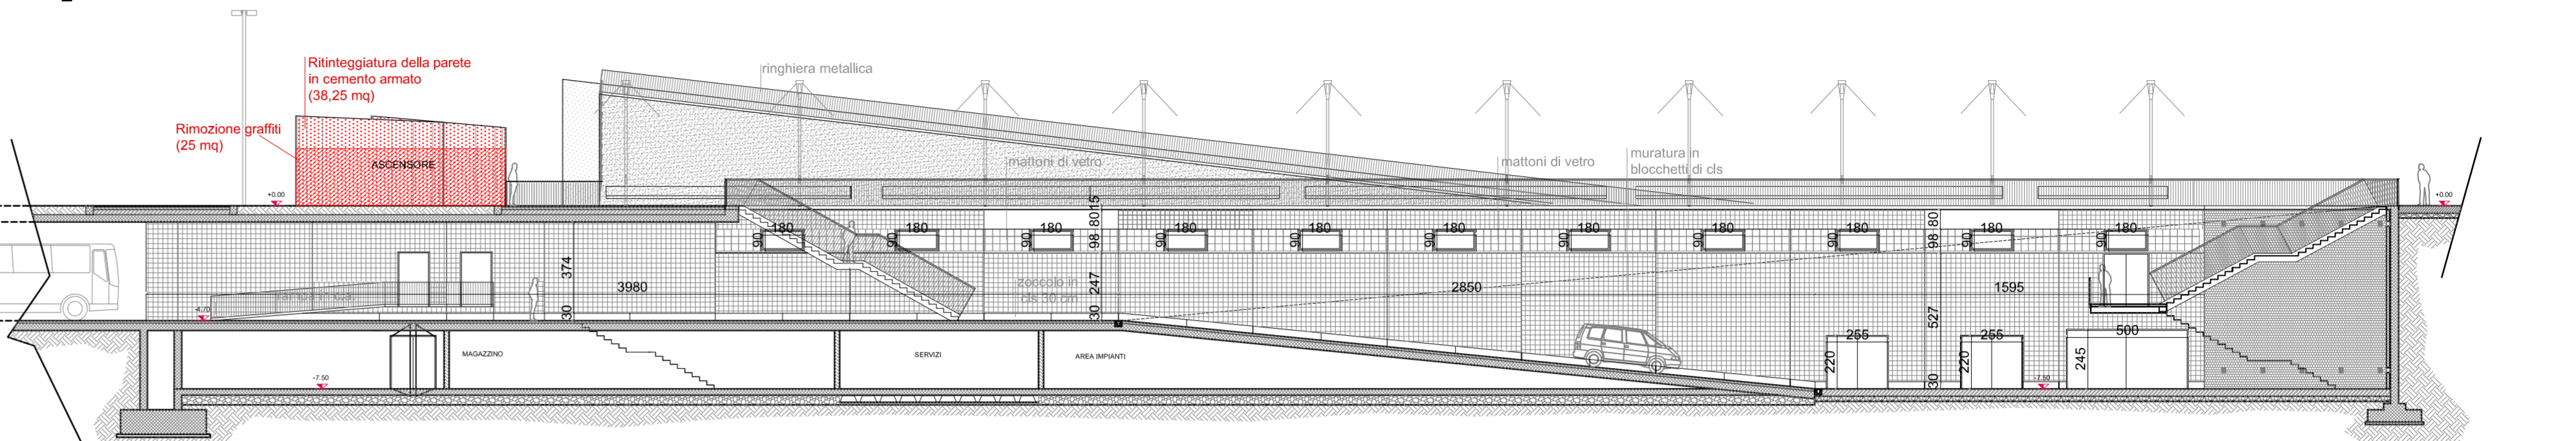 Ritinteggiatura della parete
in cemento armato
(38,25 mq)
Rimozione graffiti
(25 mq)
ASCENSORE
ringhiera metallica
mattoni di vetro
mattoni di vetro
muratura in
blocchetti di cls
+0.00
+0.00
15
80
98
247
30
80
98
527
30
180
180
180
180
180
180
180
180
180
180
180
90
90
90
90
90
90
90
90
90
90
90
374
30
3980
zoccolo in
cls 30 cm
2850
1595
-4.70
MAGAZZINO
SERVIZI
AREA IMPIANTI
-7.50
255
220
255
220
500
245
-7.50